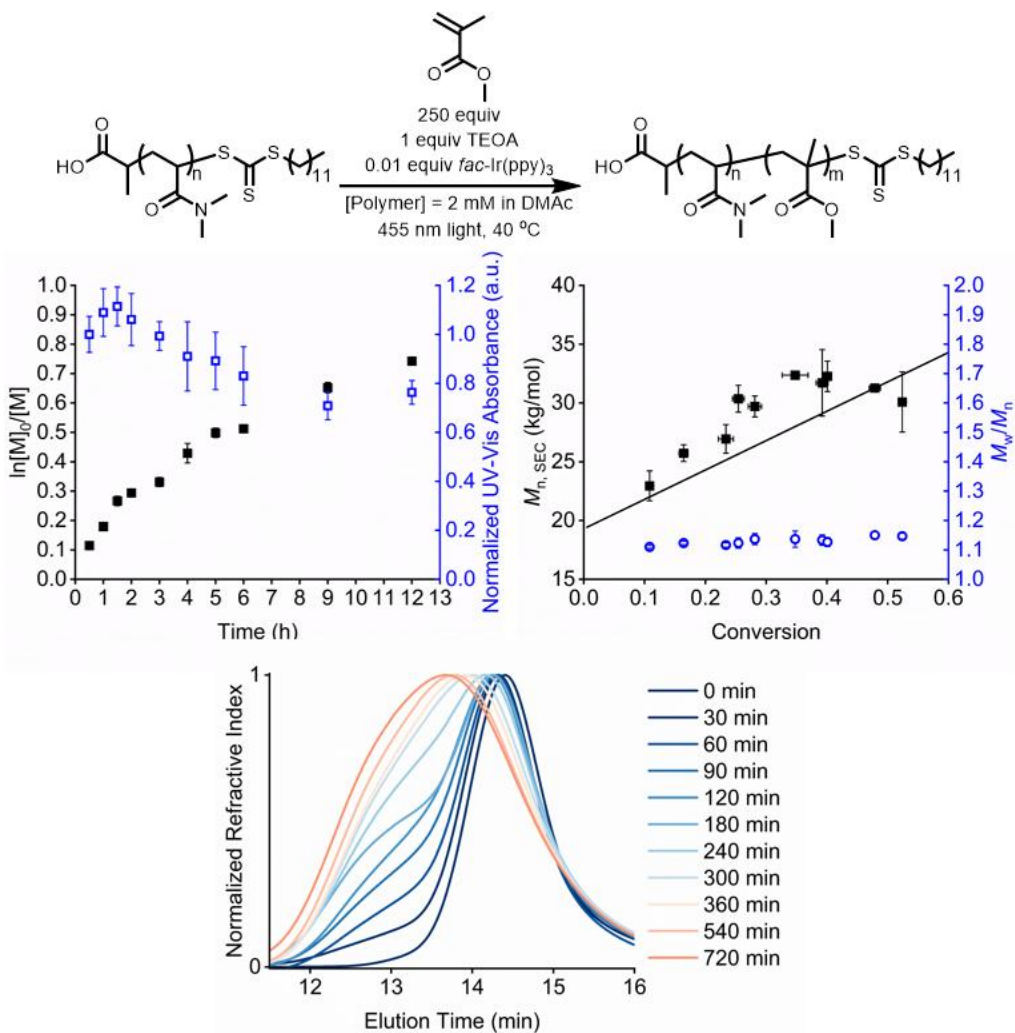 O
O
250 equiv
1 equiv TEOA
0.01 equiv fac-Ir(ppy)3
[Polymer] = 2 mM in DMAc
455 nm light, 40 °C
O
HO
n
S
S
S
11
O
N
O
HO
n
m
S
S
S
11
O
N
O
O
ln[M]0/[M]
1.0
0.9
0.8
0.7
0.6
0.5
0.4
0.3
0.2
0.1
0.0
0 1 2 3 4 5 6 7 8 9 10 11 12 13
Time (h)
1.2
1.0
0.8
0.6
0.4
0.2
0.0
Normalized UV-Vis Absorbance (a.u.)
Mn, SEC (kg/mol)
40
35
30
25
20
15
0.0 0.1 0.2 0.3 0.4 0.5 0.6
Conversion
2.0
1.9
1.8
1.7
1.6
1.5
1.4
1.3
1.2
1.1
1.0
Mw/Mn
Normalized Refractive Index
1
0
12 13 14 15 16
Elution Time (min)
0 min
30 min
60 min
90 min
120 min
180 min
240 min
300 min
360 min
540 min
720 min